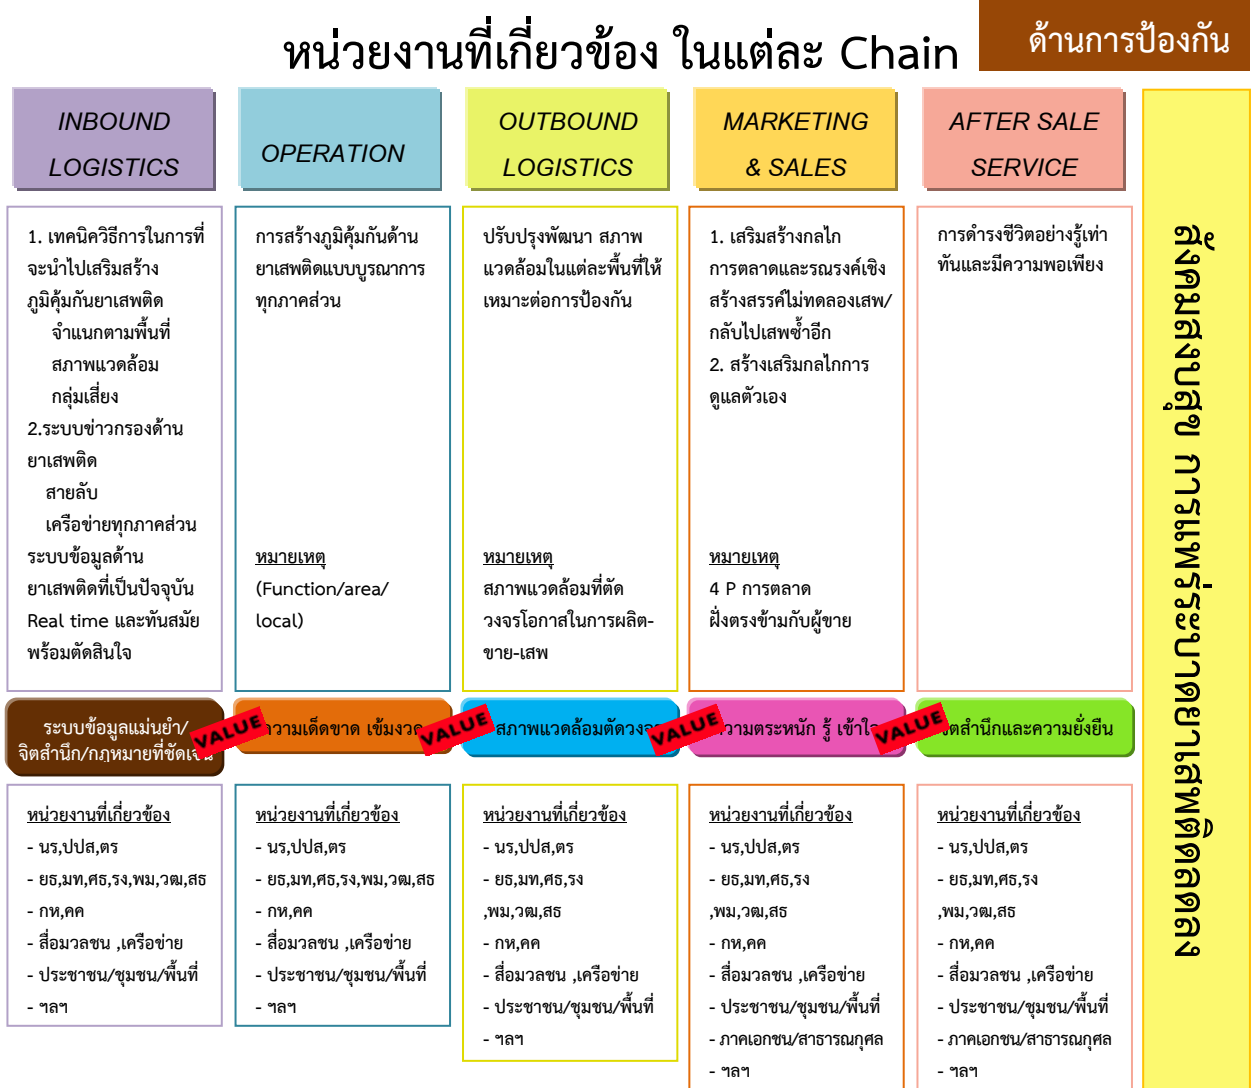 หน่วยงานที่เกี่ยวข้อง ในแต่ละ Chain
ด้านการป้องกัน
INBOUND
LOGISTICS
OPERATION
OUTBOUND
LOGISTICS
MARKETING
& SALES
AFTER SALE
SERVICE
1. เทคนิควิธีการในการที่
จะนำไปเสริมสร้าง
ภูมิคุ้มกันยาเสพติด
จำแนกตามพื้นที่
สภาพแวดล้อม
กลุ่มเสี่ยง
2.ระบบข่าวกรองด้าน
ยาเสพติด
สายลับ
เครือข่ายทุกภาคส่วน
ระบบข้อมูลด้าน
ยาเสพติดที่เป็นปัจจุบัน
Real time และทันสมัย
พร้อมตัดสินใจ
การสร้างภูมิคุ้มกันด้าน
ยาเสพติดแบบบูรณาการ
ทุกภาคส่วน
หมายเหตุ
(Function/area/
local)
ปรับปรุงพัฒนา สภาพ
แวดล้อมในแต่ละพื้นที่ให้
เหมาะต่อการป้องกัน
หมายเหตุ
สภาพแวดล้อมที่ตัด
วงจรโอกาสในการผลิต-
ขาย-เสพ
1. เสริมสร้างกลไก
การตลาดและรณรงค์เชิง
สร้างสรรค์ไม่ทดลองเสพ/
กลับไปเสพซ้ำอีก
2. สร้างเสริมกลไกการ
ดูแลตัวเอง
หมายเหตุ
4 P การตลาด
ฝั่งตรงข้ามกับผู้ขาย
การดำรงชีวิตอย่างรู้เท่า
ทันและมีความพอเพียง
ระบบข้อมูลแม่นยำ/
จิตสำนึก/กฎหมายที่ชัดเจน
VALUE
ความเด็ดขาด เข้มงวด
VALUE
สภาพแวดล้อมตัดวงจร
VALUE
ความตระหนัก รู้ เข้าใจ
VALUE
จิตสำนึกและความยั่งยืน
หน่วยงานที่เกี่ยวข้อง
- นร,ปปส,ตร
- ยธ,มท,ศธ,รง,พม,วฒ,สธ
- กห,คค
- สื่อมวลชน ,เครือข่าย
- ประชาชน/ชุมชน/พื้นที่
- ฯลฯ
หน่วยงานที่เกี่ยวข้อง
- นร,ปปส,ตร
- ยธ,มท,ศธ,รง,พม,วฒ,สธ
- กห,คค
- สื่อมวลชน ,เครือข่าย
- ประชาชน/ชุมชน/พื้นที่
- ฯลฯ
หน่วยงานที่เกี่ยวข้อง
- นร,ปปส,ตร
- ยธ,มท,ศธ,รง
,พม,วฒ,สธ
- กห,คค
- สื่อมวลชน ,เครือข่าย
- ประชาชน/ชุมชน/พื้นที่
- ฯลฯ
หน่วยงานที่เกี่ยวข้อง
- นร,ปปส,ตร
- ยธ,มท,ศธ,รง
,พม,วฒ,สธ
- กห,คค
- สื่อมวลชน ,เครือข่าย
- ประชาชน/ชุมชน/พื้นที่
- ภาคเอกชน/สาธารณกุศล
- ฯลฯ
หน่วยงานที่เกี่ยวข้อง
- นร,ปปส,ตร
- ยธ,มท,ศธ,รง
,พม,วฒ,สธ
- กห,คค
- สื่อมวลชน ,เครือข่าย
- ประชาชน/ชุมชน/พื้นที่
- ภาคเอกชน/สาธารณกุศล
- ฯลฯ
สังคมสงบสุข การแพร่ระบาดยาเสพติดลดลง